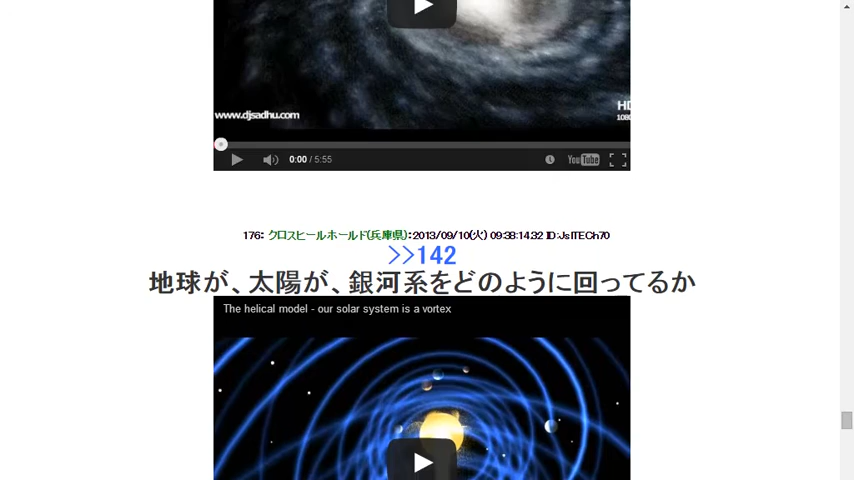 www.djsadhu.com
HD
1080
0:00 / 5:55
YouTube
176: クロスヒールホールド(兵庫県):2013/09/10(火) 09:38:14.32 ID:JsITECh70
>>142
地球が、太陽が、銀河系をどのように回ってるか
The helical model - our solar system is a vortex